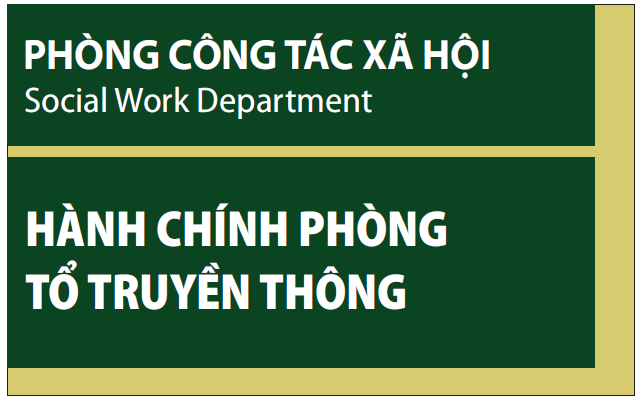 PHÒNG CÔNG TÁC XÃ HỘI
Social Work Department
HÀNH CHÍNH PHÒNG
TỔ TRUYỀN THÔNG